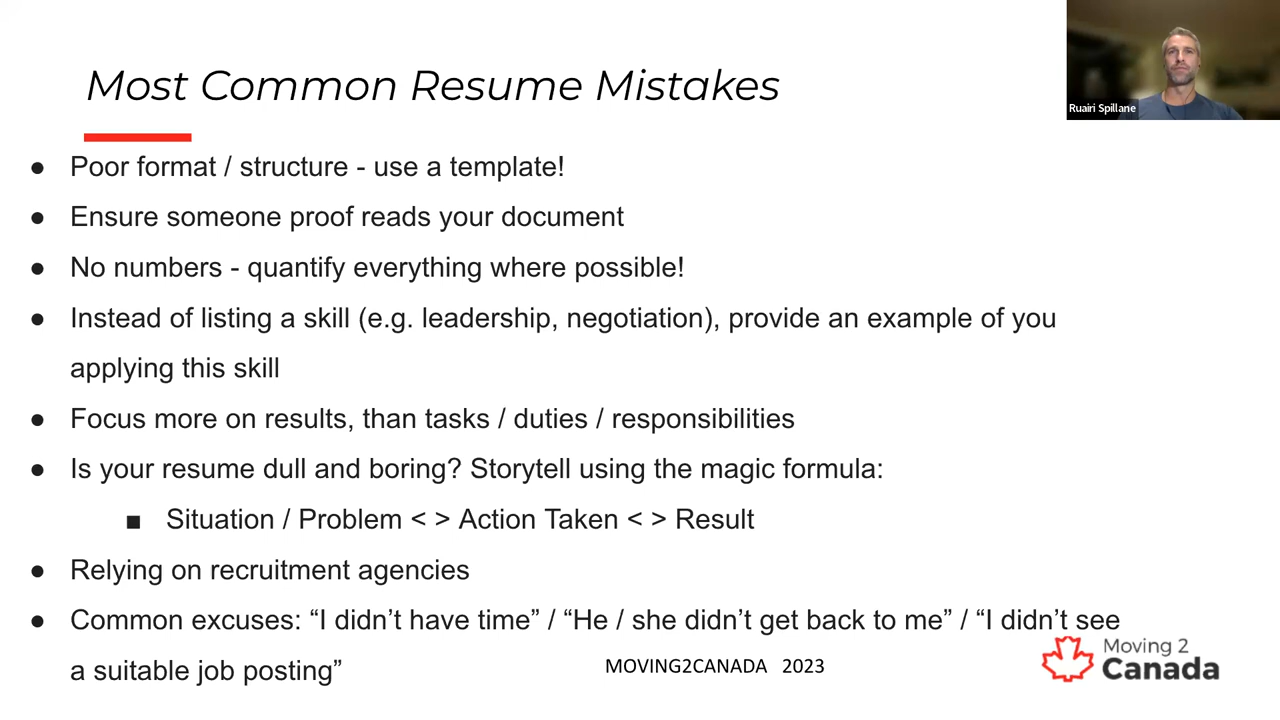 Most Common Resume Mistakes
Ruairi Spillane
● Poor format / structure - use a template!
● Ensure someone proof reads your document
● No numbers - quantify everything where possible!
● Instead of listing a skill (e.g. leadership, negotiation), provide an example of you
applying this skill
● Focus more on results, than tasks / duties / responsibilities
● Is your resume dull and boring? Storytell using the magic formula:
■ Situation / Problem < > Action Taken < > Result
● Relying on recruitment agencies
● Common excuses: “I didn’t have time” / “He / she didn’t get back to me” / “I didn’t see
a suitable job posting”
MOVING2CANADA 2023
Moving 2
Canada